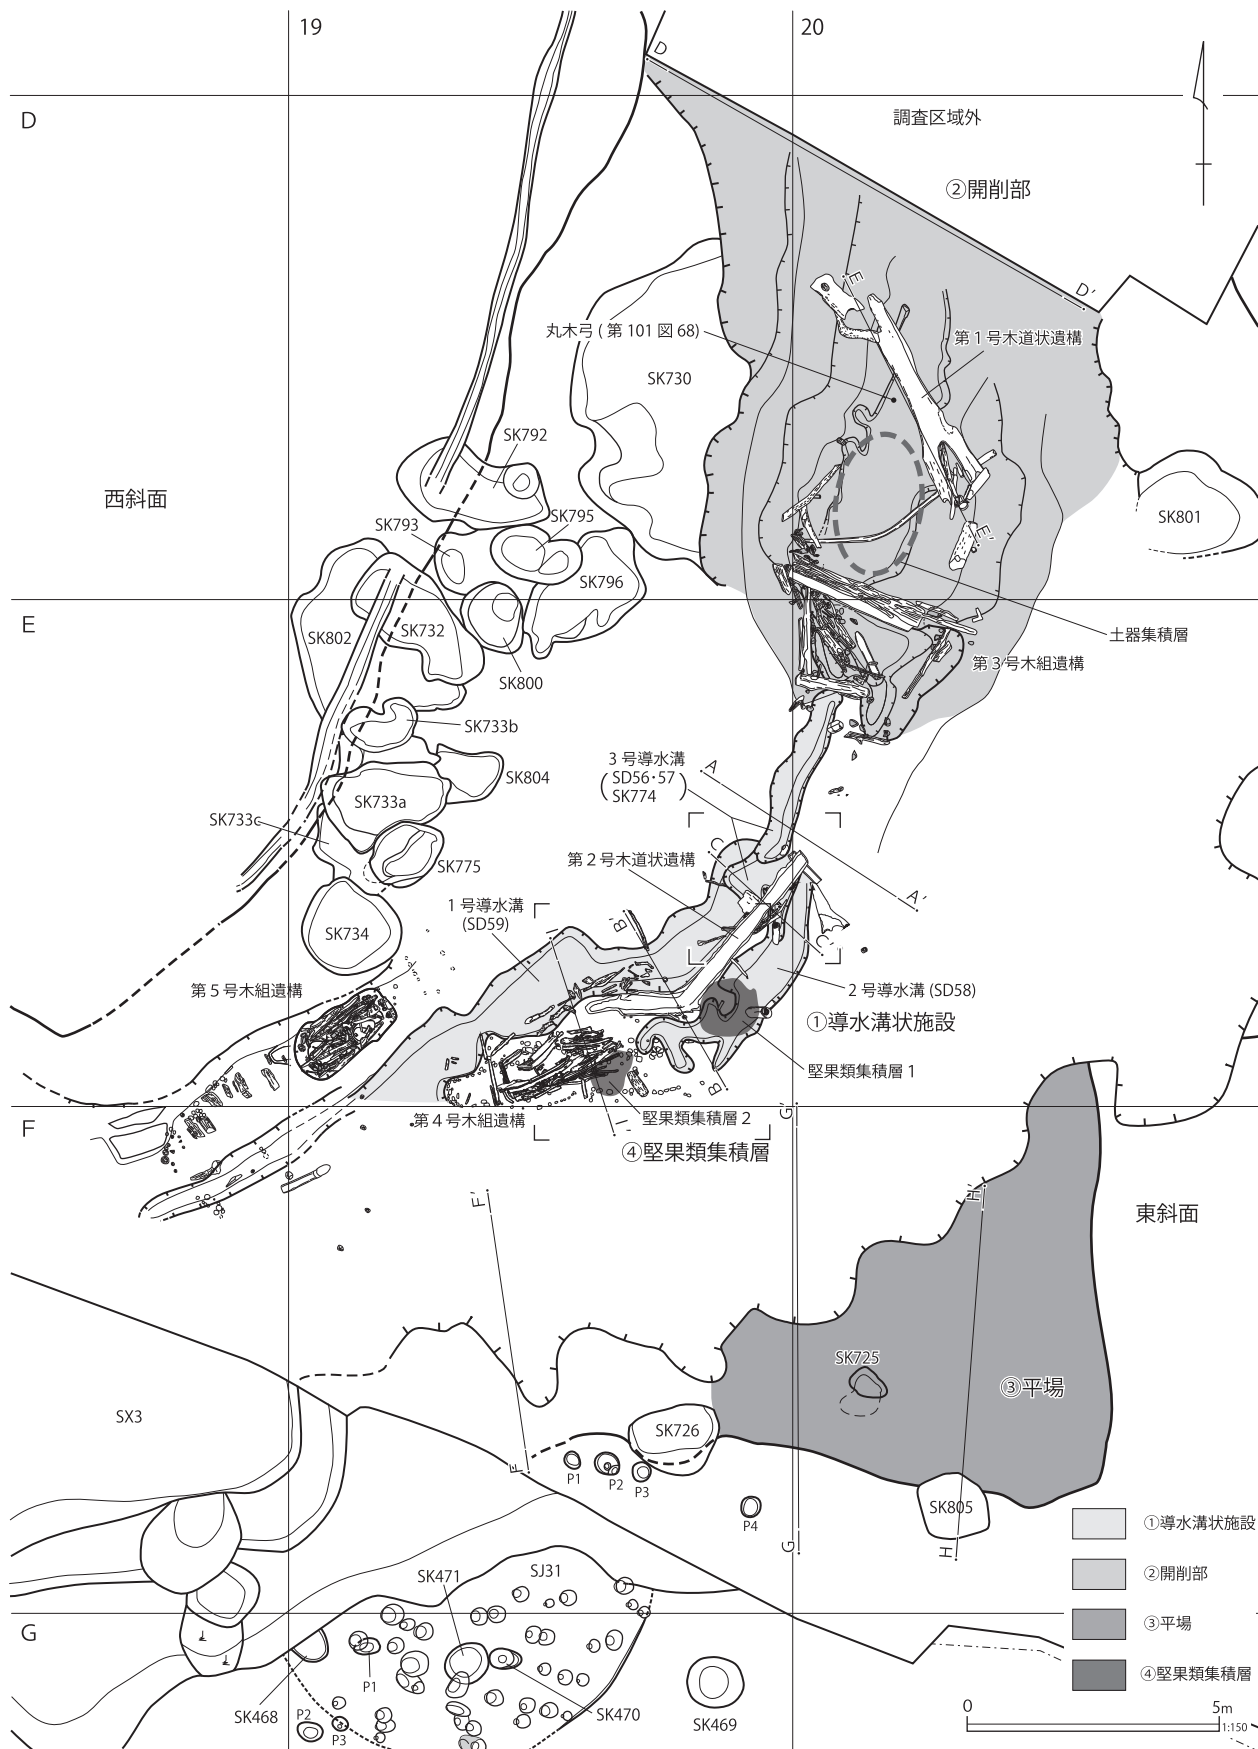 19
20
D
D
調査区域外
②開削部
D'
E
丸木弓 ( 第 101 図 68)
第 1 号木道状遺構
SK730
SK792
西斜面
SK793
SK795
SK801
SK796
E'
E
SK802
SK732
土器集積層
第 3 号木組遺構
SK800
SK733b
3 号導水溝
(SD56・57
SK774)
A
SK804
SK733a
SK733c
C
第 2 号木道状遺構
SK775
A'
1 号導水溝
(SD59)
B'
SK734
C'
第 5 号木組遺構
2 号導水溝 (SD58)
①導水溝状施設
堅果類集積層 1
B
G'
F
第 4 号木組遺構
堅果類集積層 2
I'
④堅果類集積層
F'
H'
東斜面
SK725
③平場
SX3
SK726
F
P1
P2
P3
P4
SK805
G
H
①導水溝状施設
②開削部
③平場
④堅果類集積層
SK471
SJ31
G
P1
SK468
P2
P3
SK470
SK469
0
5m
1:150